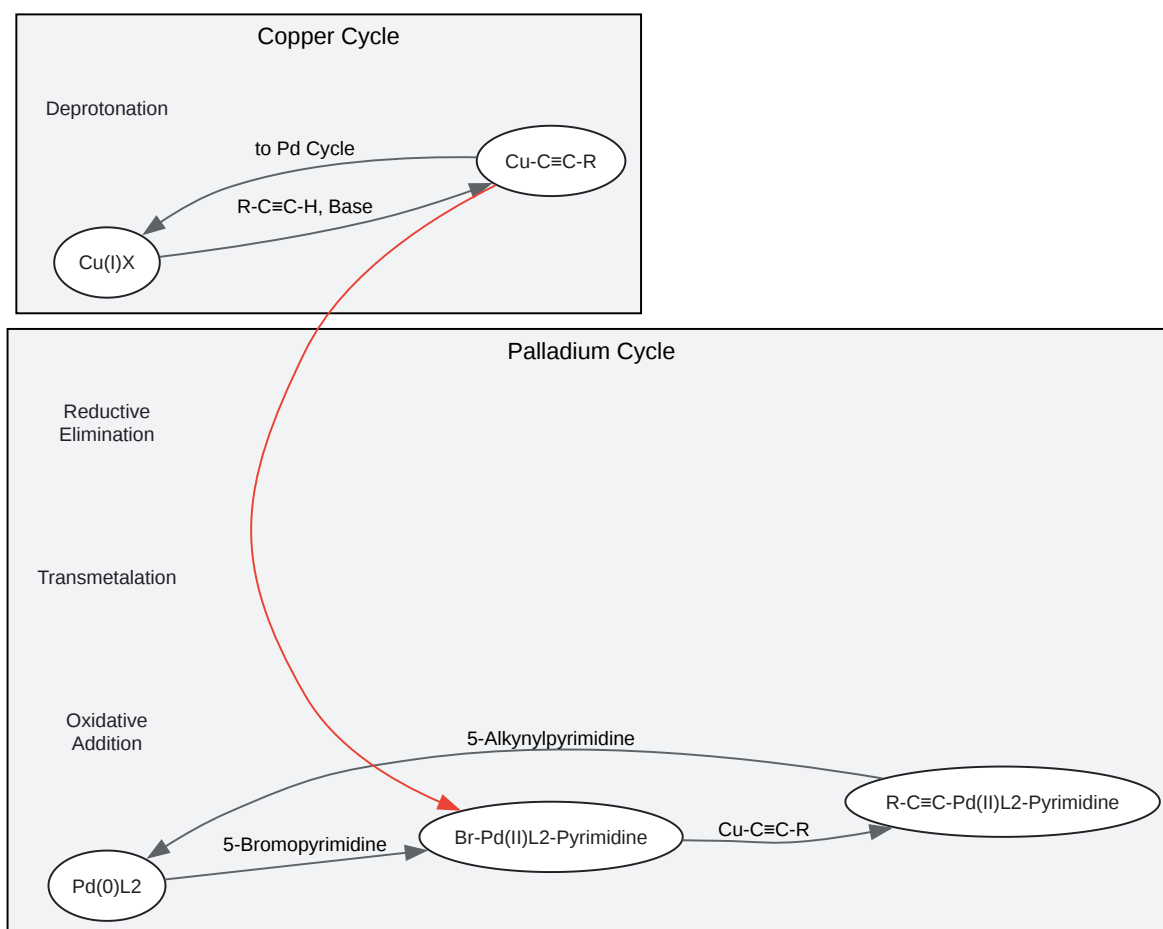 Copper Cycle
Deprotonation
to Pd Cycle
Cu-C≡C-R
R-C≡C-H, Base
Cu(I)X
Palladium Cycle
Reductive
Elimination
Transmetalation
Oxidative
Addition
5-Alkynylpyrimidine
R-C≡C-Pd(II)L2-Pyrimidine
Cu-C≡C-R
Br-Pd(II)L2-Pyrimidine
5-Bromopyrimidine
Pd(0)L2